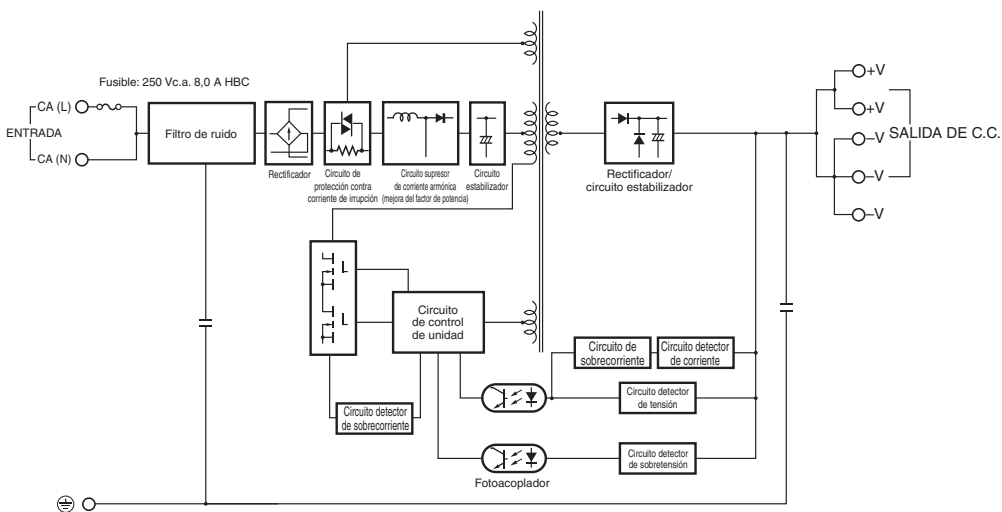 Fusible: 250 Vc.a. 8,0 A HBC
CA (L)
ENTRADA
CA (N)
Filtro de ruido
Rectificador
Circuito de
protección contra
corriente de irrupción
Circuito supresor
de corriente armónica
(mejora del factor de potencia)
Circuito
estabilizador
Rectificador/
circuito estabilizador
+V
+V
–V
–V
–V
SALIDA DE C.C.
Circuito
de control
de unidad
Circuito de
sobrecorriente
Circuito detector
de corriente
Circuito detector
de sobrecorriente
Circuito detector
de tensión
Circuito detector
de sobretensión
Fotoacoplador